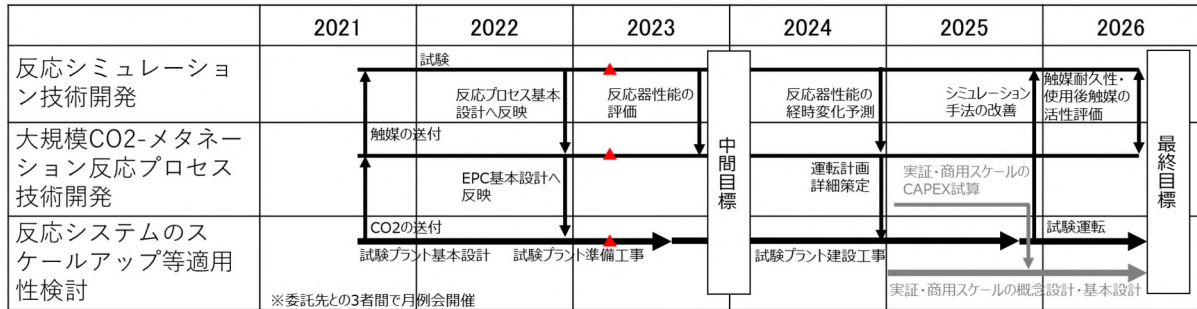 2021 2022 2023 2024 2025 2026
反応シミュレーショ
ン技術開発
試験
反応プロセス基本
設計へ反映
反応器性能の
評価
反応器性能の
経時変化予測
シミュレーション
手法の改善
触媒耐久性・
使用後触媒の
活性評価
大規模CO2-メタネー
ション反応プロセス
技術開発
触媒の送付
EPC基本設計へ
反映
中間目標
運転計画
詳細策定
実証・商用スケールの
CAPEX試算
最終目標
反応システムのス
ケールアップ等適用
性検討
CO2の送付
試験プラント基本設計
試験プラント準備工事
試験プラント建設工事
試験運転
実証・商用スケールの概念設計・基本設計
※委託先との3者間で月例会開催